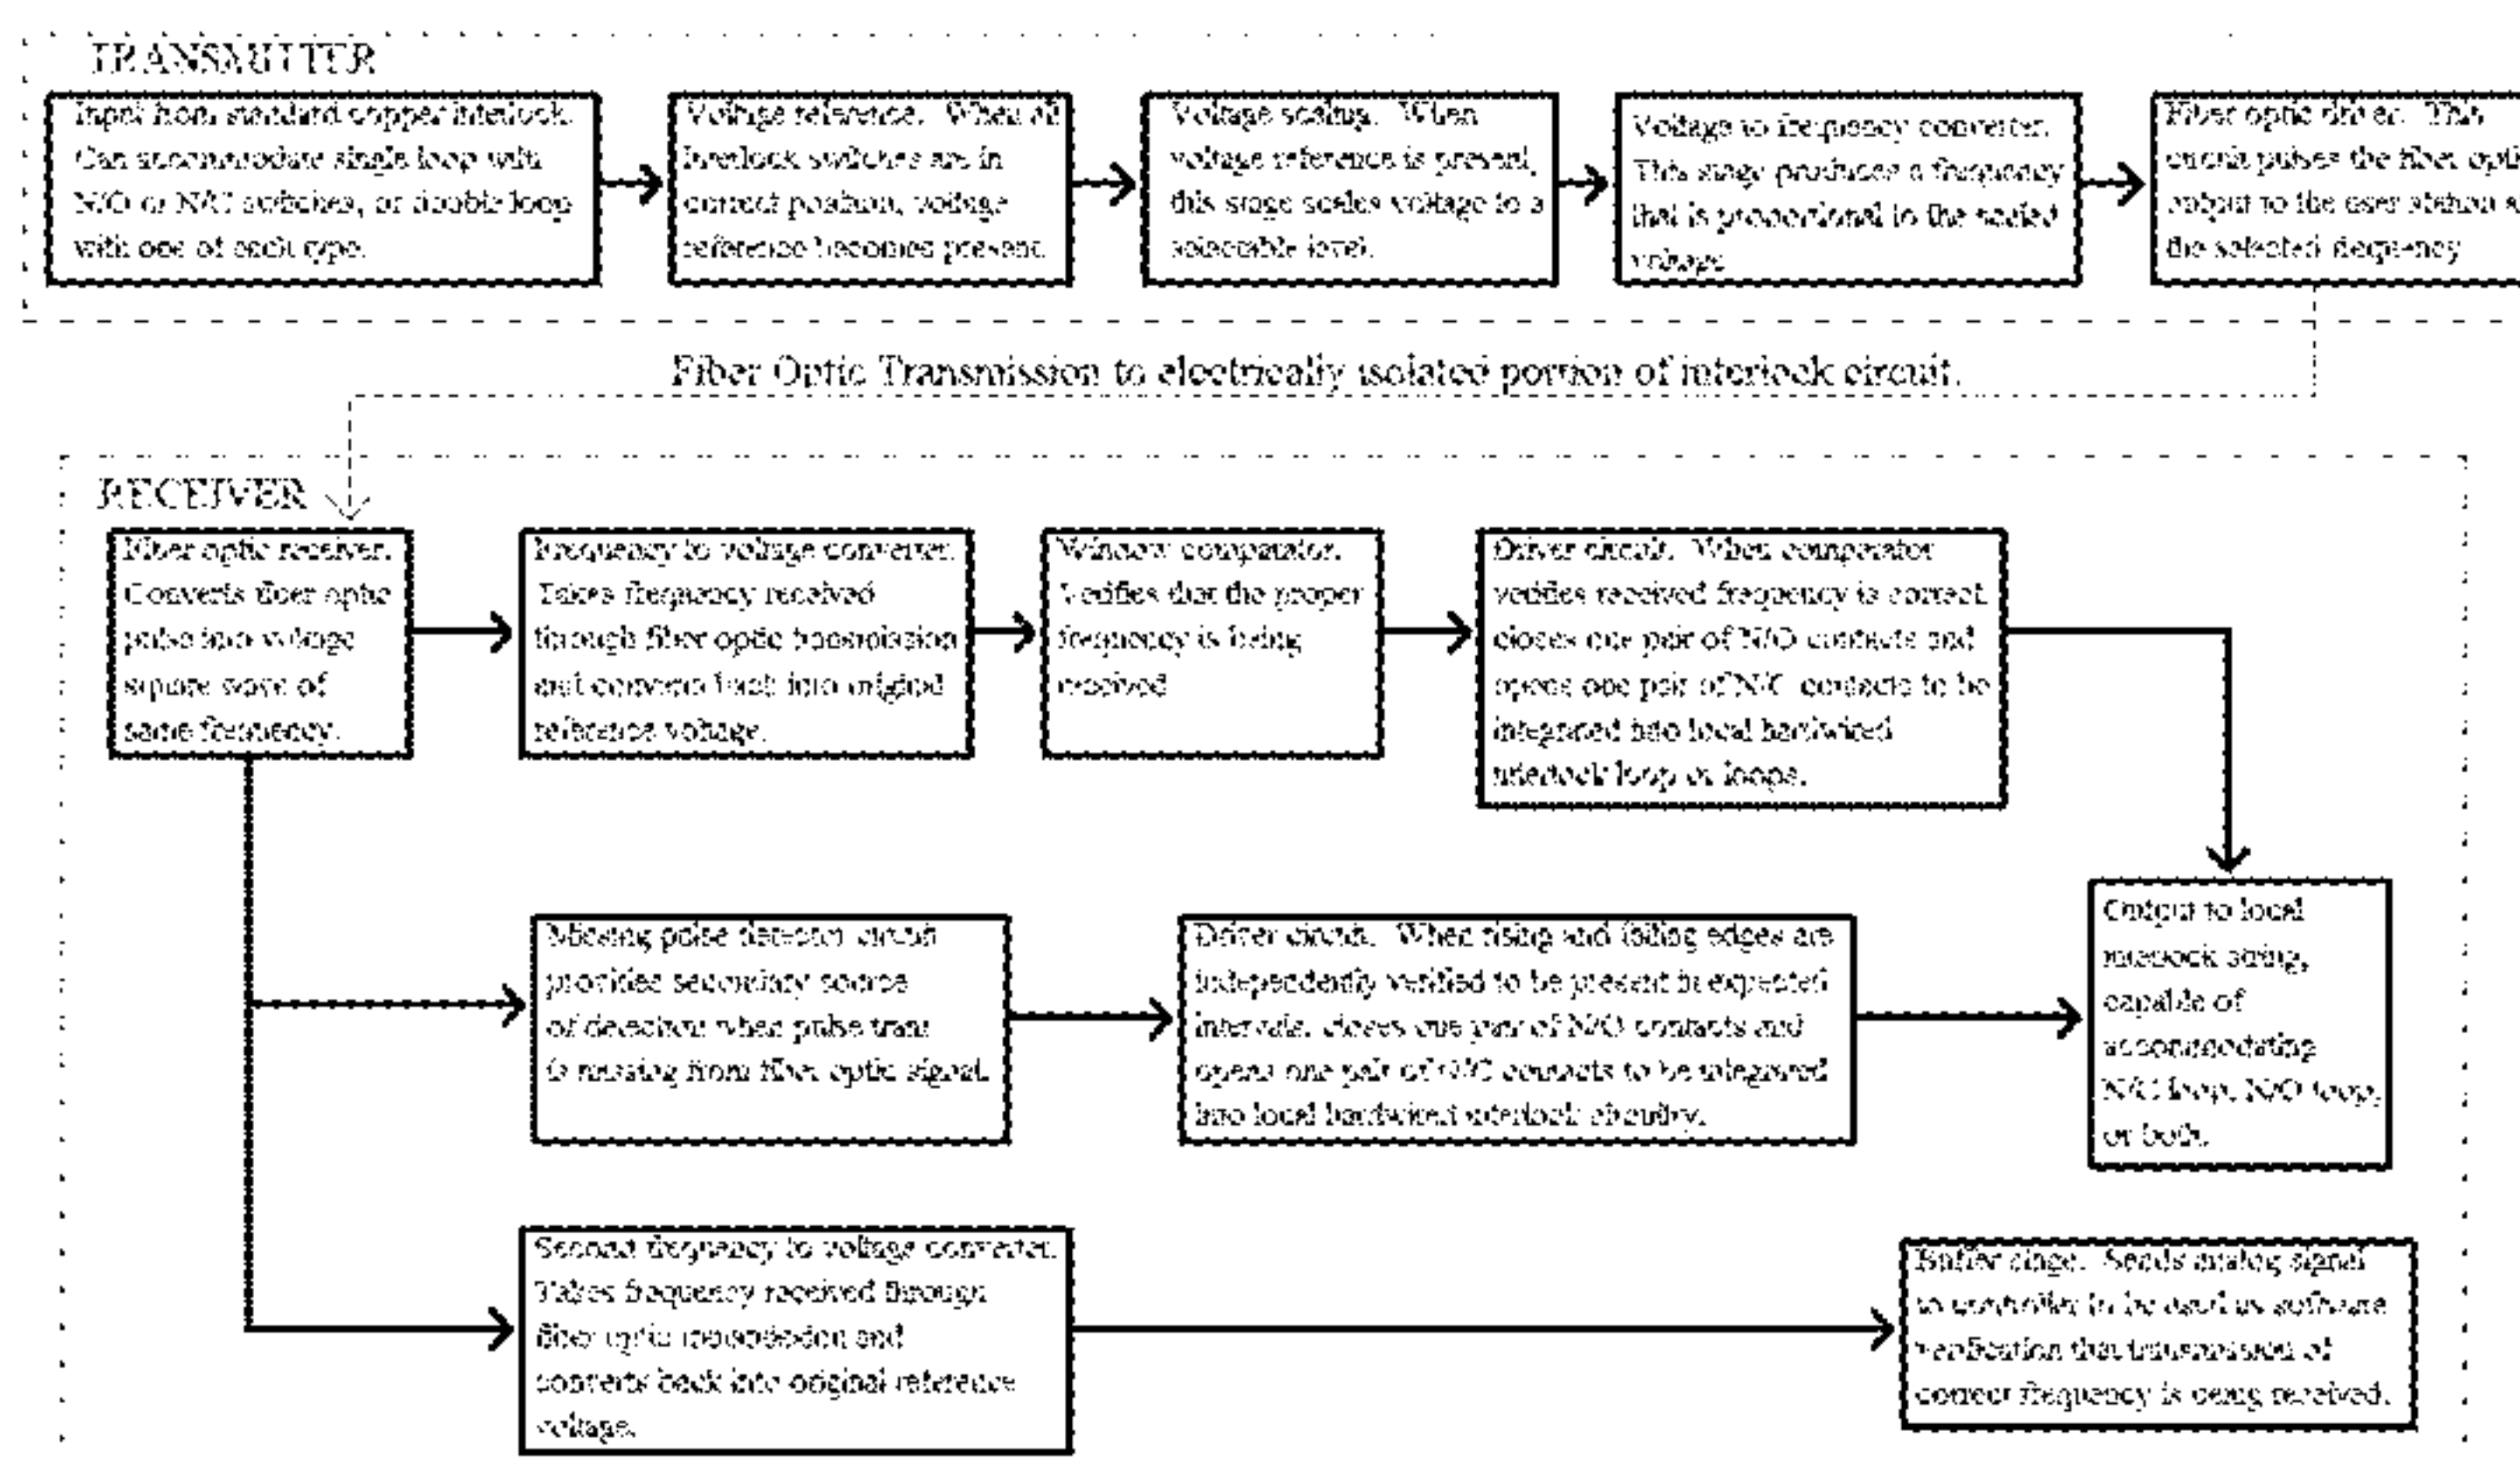 TRANSMITTER
Input from standard copper interlock.
Can accommodate single loop with
N/O or N/C switches, or double loop
with one of each type.
Voltage reference. When all
interlock switches are in
correct position, voltage
reference becomes present.
Voltage scaling. When
voltage reference is present,
this stage scales voltage to a
selectable level.
Voltage to frequency converter.
This stage produces a frequency
that is proportional to the scaled
voltage
Fiber optic driver. This
circuit pulses the fiber
output to the user station
the selected frequency
Fiber Optic Transmission to electrically isolated portion of interlock circuit.
RECEIVER
Fiber optic receiver.
Converts fiber optic
pulse into voltage
square wave of
same frequency.
Frequency to voltage converter.
Takes frequency received
through fiber optic transmission
and converts back into original
reference voltage.
Window comparator.
Verifies that the proper
frequency is being
received
Driver circuit. When comparator
verifies received frequency is correct,
closes one pair of N/O contacts and
opens one pair of N/C contacts to be
integrated into local hardwired
interlock loop or loops.
Missing pulse detector circuit
provides secondary source
of detection when pulse train
is missing from fiber optic signal.
Driver circuit. When rising and falling edges are
independently verified to be present in expected
intervals, closes one pair of N/O contacts and
opens one pair of N/C contacts to be integrated
into local hardwired interlock circuitry.
Output to local
interlock string,
capable of
accommodating
N/C loop, N/O loop,
or both.
Second frequency to voltage converter.
Takes frequency received through
fiber optic transmission and
converts back into original reference
voltage.
Buffer stage. Sends analog signal
to controller to be used as software
verification that transmission of
correct frequency is being received.